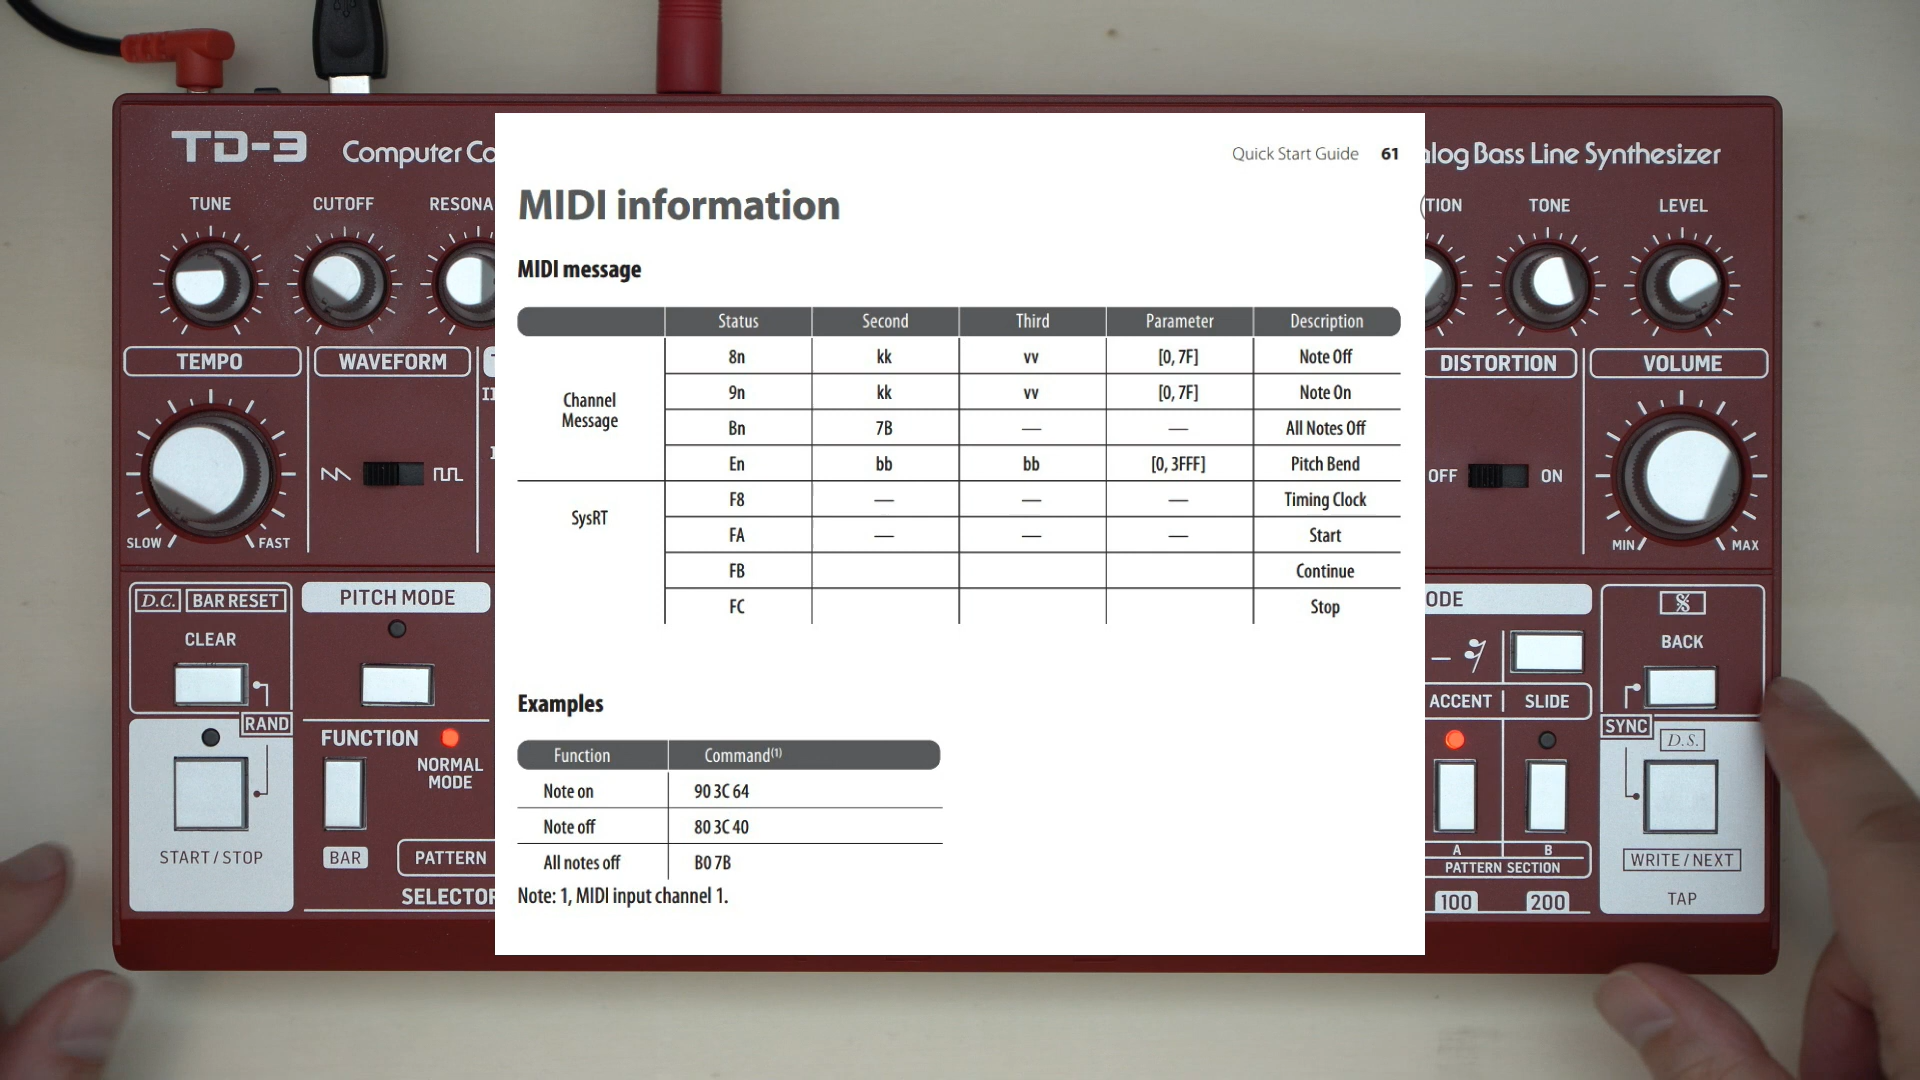 TD-3 Computer Co
alog Bass Line Synthesizer
TUNE CUTOFF RESONA
TION TONE LEVEL
TEMPO WAVEFORM
DISTORTION VOLUME
SLOW FAST
OFF ON
MIN MAX
D.C. BAR RESET
CLEAR
RAND
START / STOP
PITCH MODE
FUNCTION
NORMAL
MODE
BAR
PATTERN
SELECTOR
Quick Start Guide 61
MIDI information
MIDI message
Status Second Third Parameter Description
Channel
Message
8n kk vv [0, 7F] Note Off
9n kk vv [0, 7F] Note On
Bn 7B — — All Notes Off
En bb bb [0, 3FFF] Pitch Bend
SysRT
F8 — — — Timing Clock
FA — — — Start
FB Continue
FC Stop
Examples
Function Command(1)
Note on 90 3C 64
Note off 80 3C 40
All notes off B0 7B
Note: 1, MIDI input channel 1.
ODE
ACCENT SLIDE
A B
PATTERN SECTION
100 200
BACK
SYNC
D.S.
WRITE / NEXT
TAP